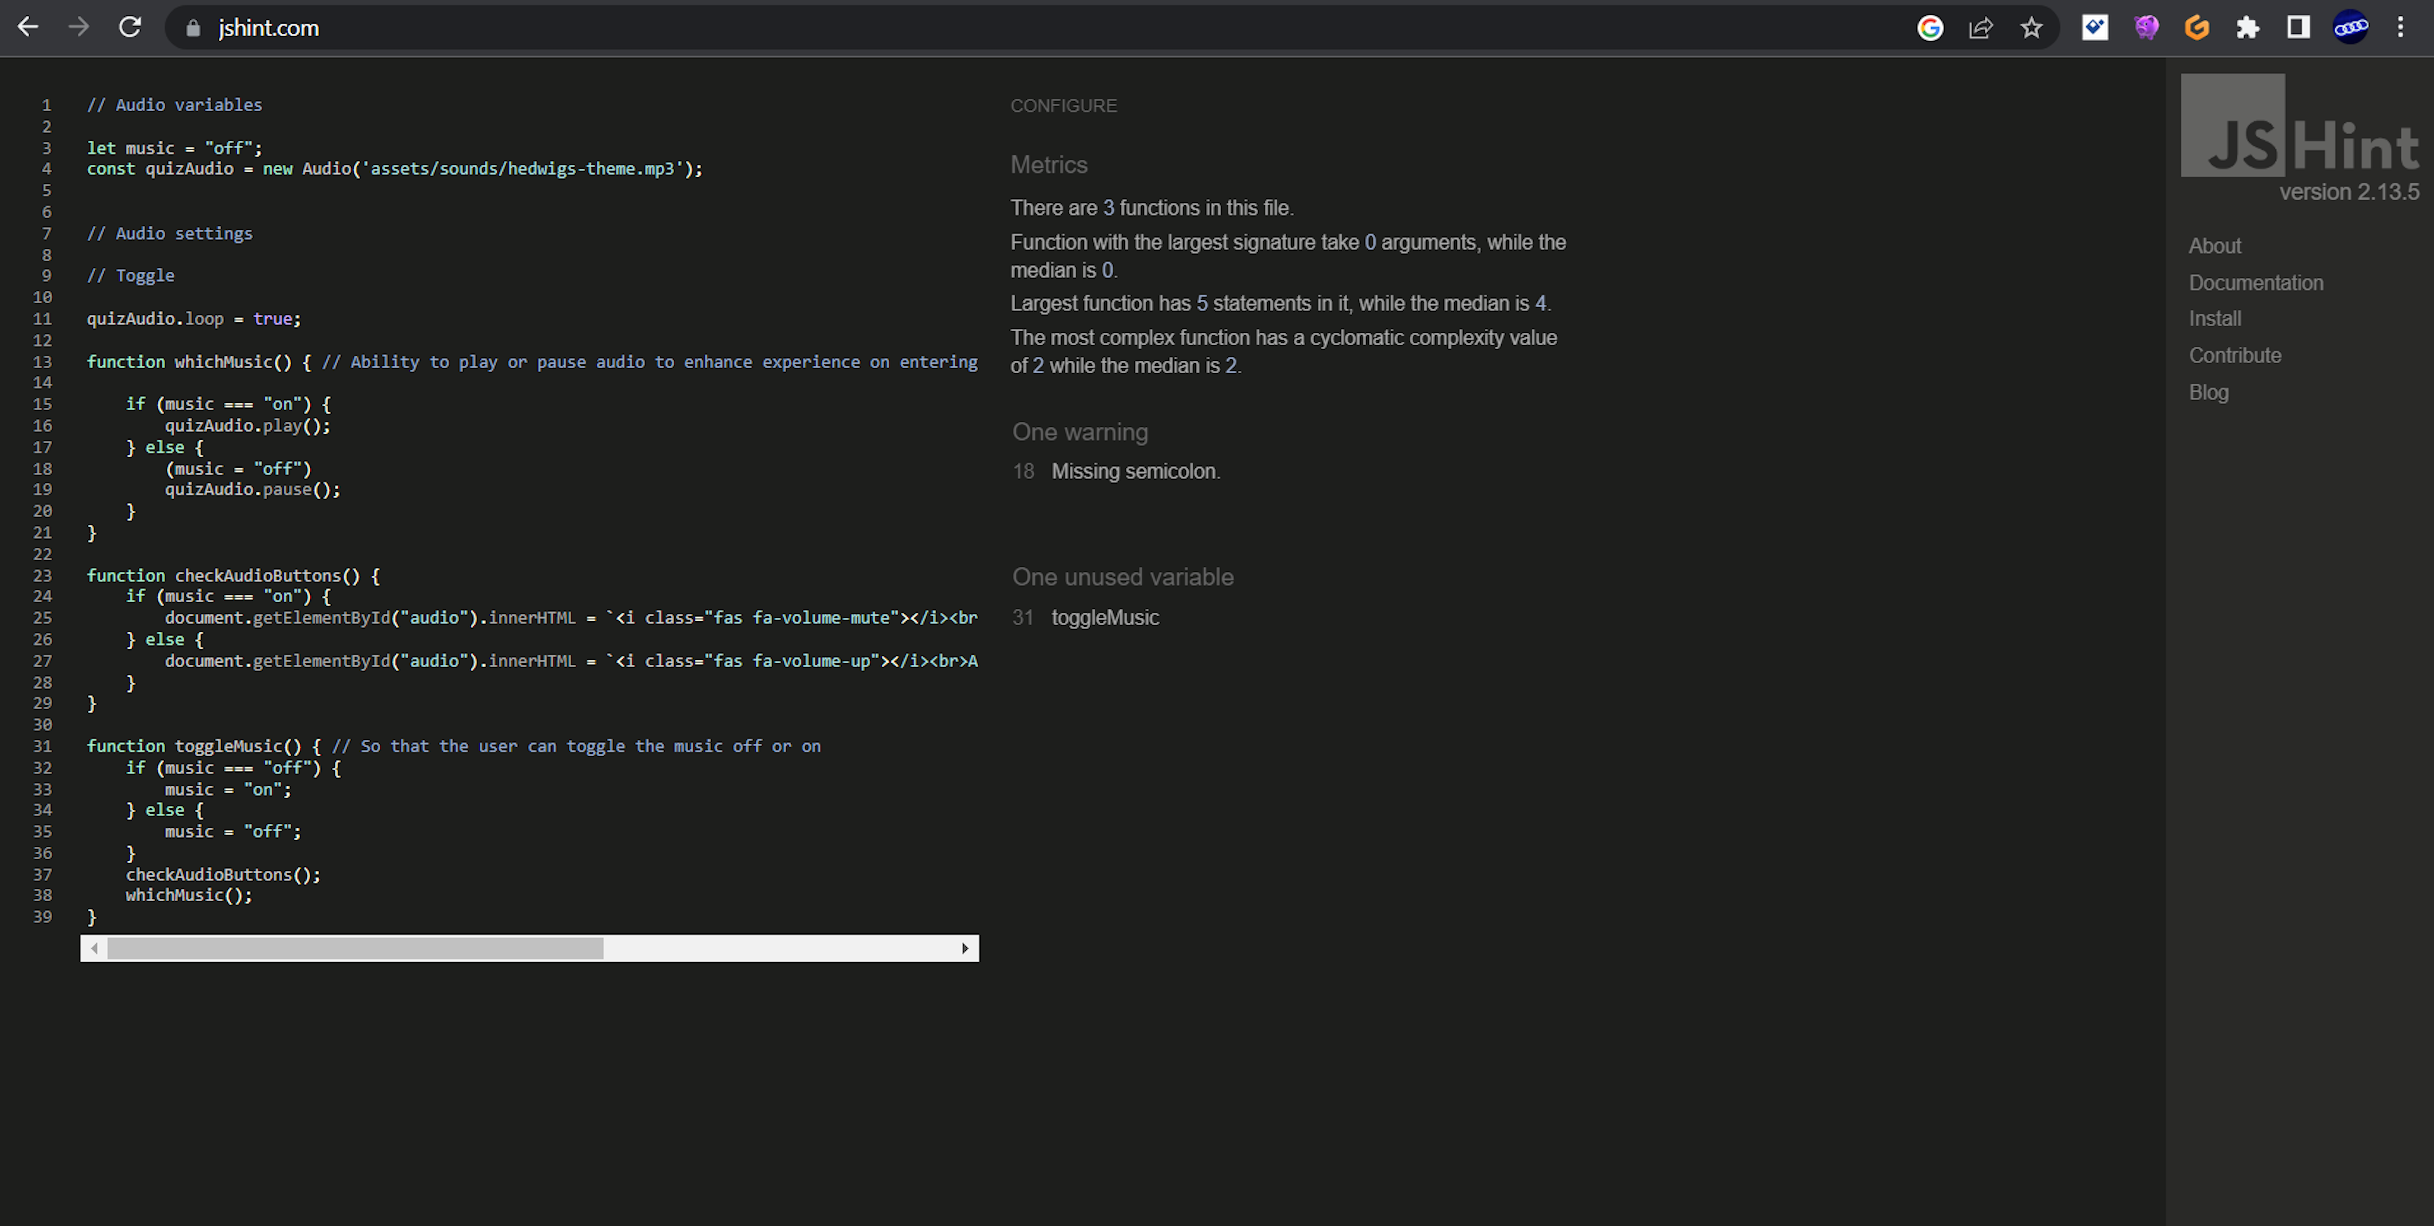 jshint.com
1 // Audio variables
2
3 let music = "off";
4 const quizAudio = new Audio('assets/sounds/hedwigs-theme.mp3');
5
6
7 // Audio settings
8
9 // Toggle
10
11 quizAudio.loop = true;
12
13 function whichMusic() { // Ability to play or pause audio to enhance experience on entering
14
15     if (music === "on") {
16         quizAudio.play();
17     } else {
18         (music = "off")
19         quizAudio.pause();
20     }
21 }
22
23 function checkAudioButtons() {
24     if (music === "on") {
25         document.getElementById("audio").innerHTML = `<i class="fas fa-volume-mute"></i><br
26     } else {
27         document.getElementById("audio").innerHTML = `<i class="fas fa-volume-up"></i><br>A
28     }
29 }
30
31 function toggleMusic() { // So that the user can toggle the music off or on
32     if (music === "off") {
33         music = "on";
34     } else {
35         music = "off";
36     }
37     checkAudioButtons();
38     whichMusic();
39 }
CONFIGURE
Metrics
There are 3 functions in this file.
Function with the largest signature take 0 arguments, while the
median is 0.
Largest function has 5 statements in it, while the median is 4.
The most complex function has a cyclomatic complexity value
of 2 while the median is 2.
One warning
18 Missing semicolon.
One unused variable
31 toggleMusic
JSHint
version 2.13.5
About
Documentation
Install
Contribute
Blog